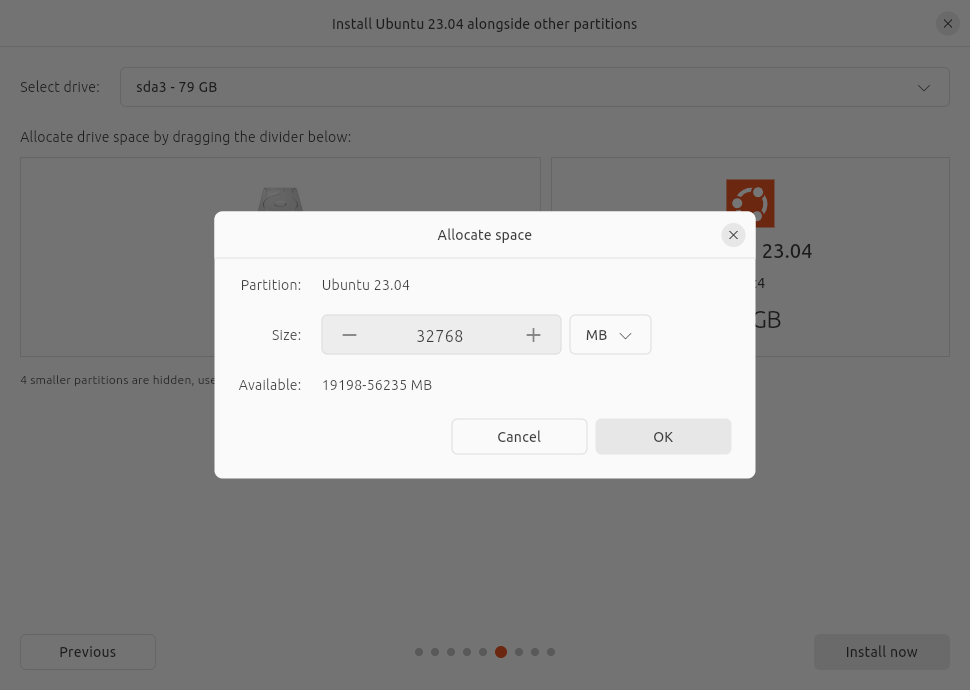 Install Ubuntu 23.04 alongside other partitions
Select drive: sda3 - 79 GB
Allocate drive space by dragging the divider below:
23.04
GB
4 smaller partitions are hidden, use
Allocate space
Partition: Ubuntu 23.04
Size: 32768 MB
Available: 19198-56235 MB
Cancel OK
Previous Install now